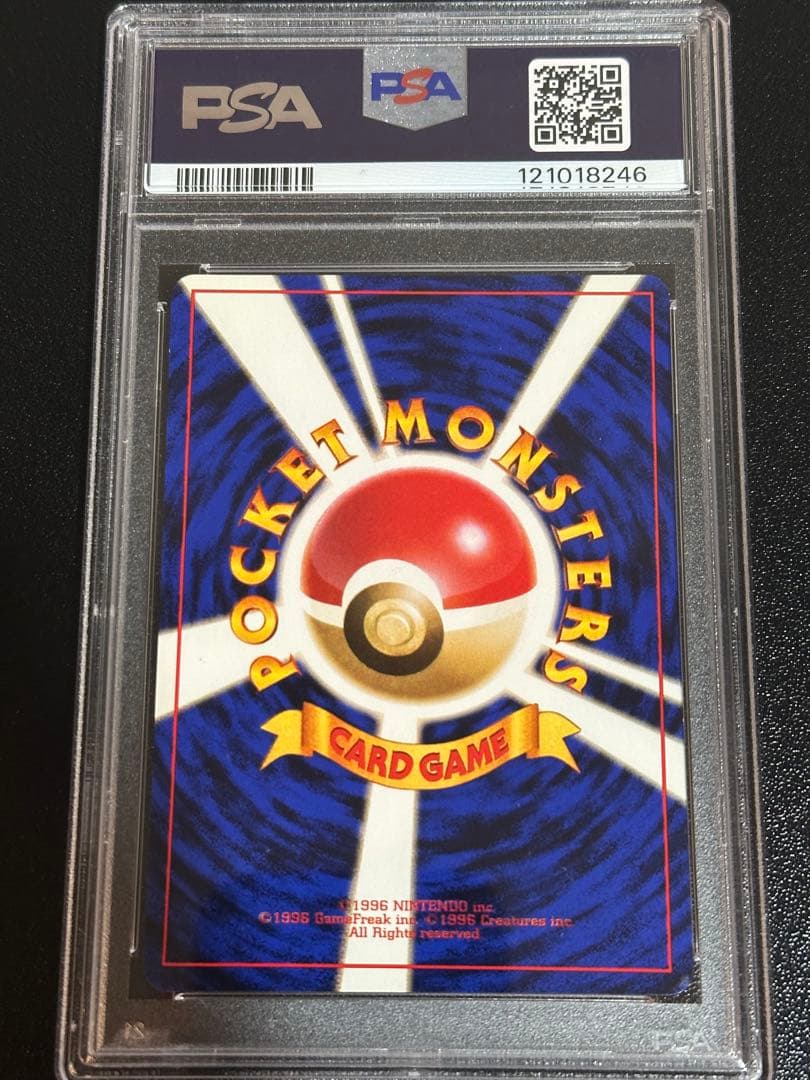 PSA
PSA
121018246
POCKET MONSTERS
CARD GAME
©1996 NINTENDO inc.
©1996 GameFreak inc. ©1996 Creatures inc.
All Rights reserved
PSA